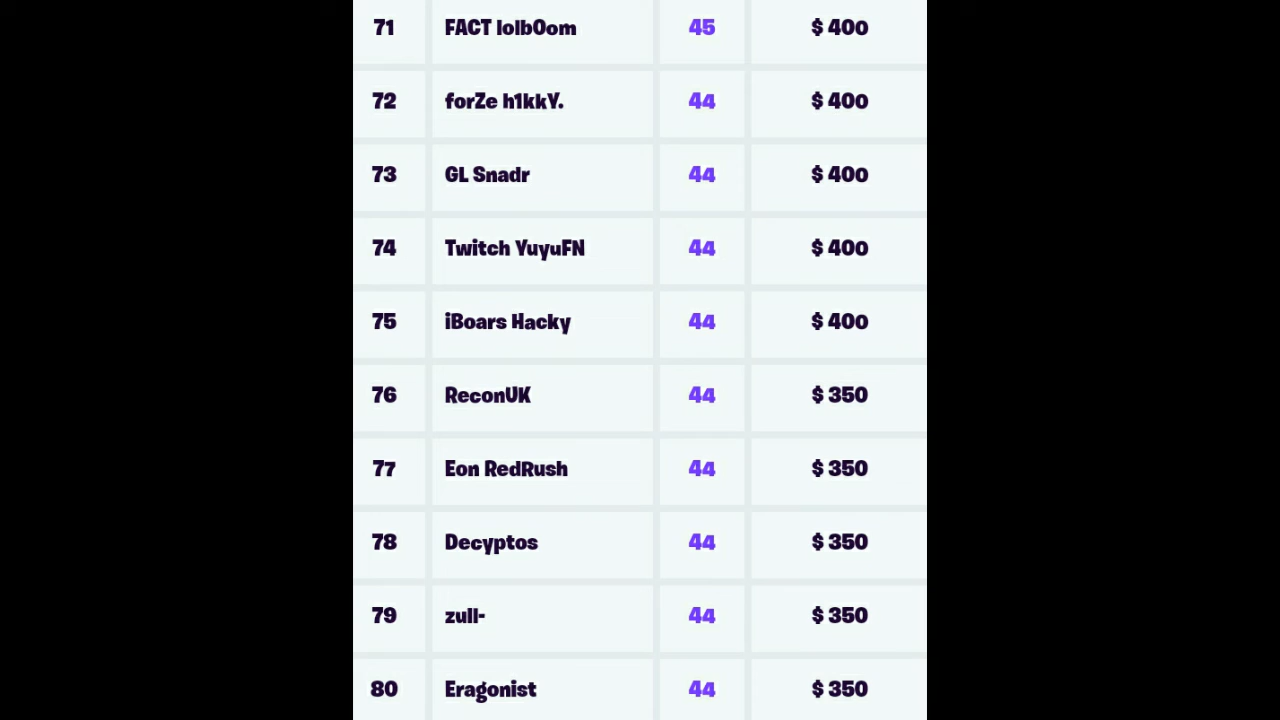 71 FACT lolb0om 45 $ 400
72 forZe h1kkY. 44 $ 400
73 GL Snadr 44 $ 400
74 Twitch YuyuFN 44 $ 400
75 iBoars Hacky 44 $ 400
76 ReconUK 44 $ 350
77 Eon RedRush 44 $ 350
78 Decyptos 44 $ 350
79 zull- 44 $ 350
80 Eragonist 44 $ 350